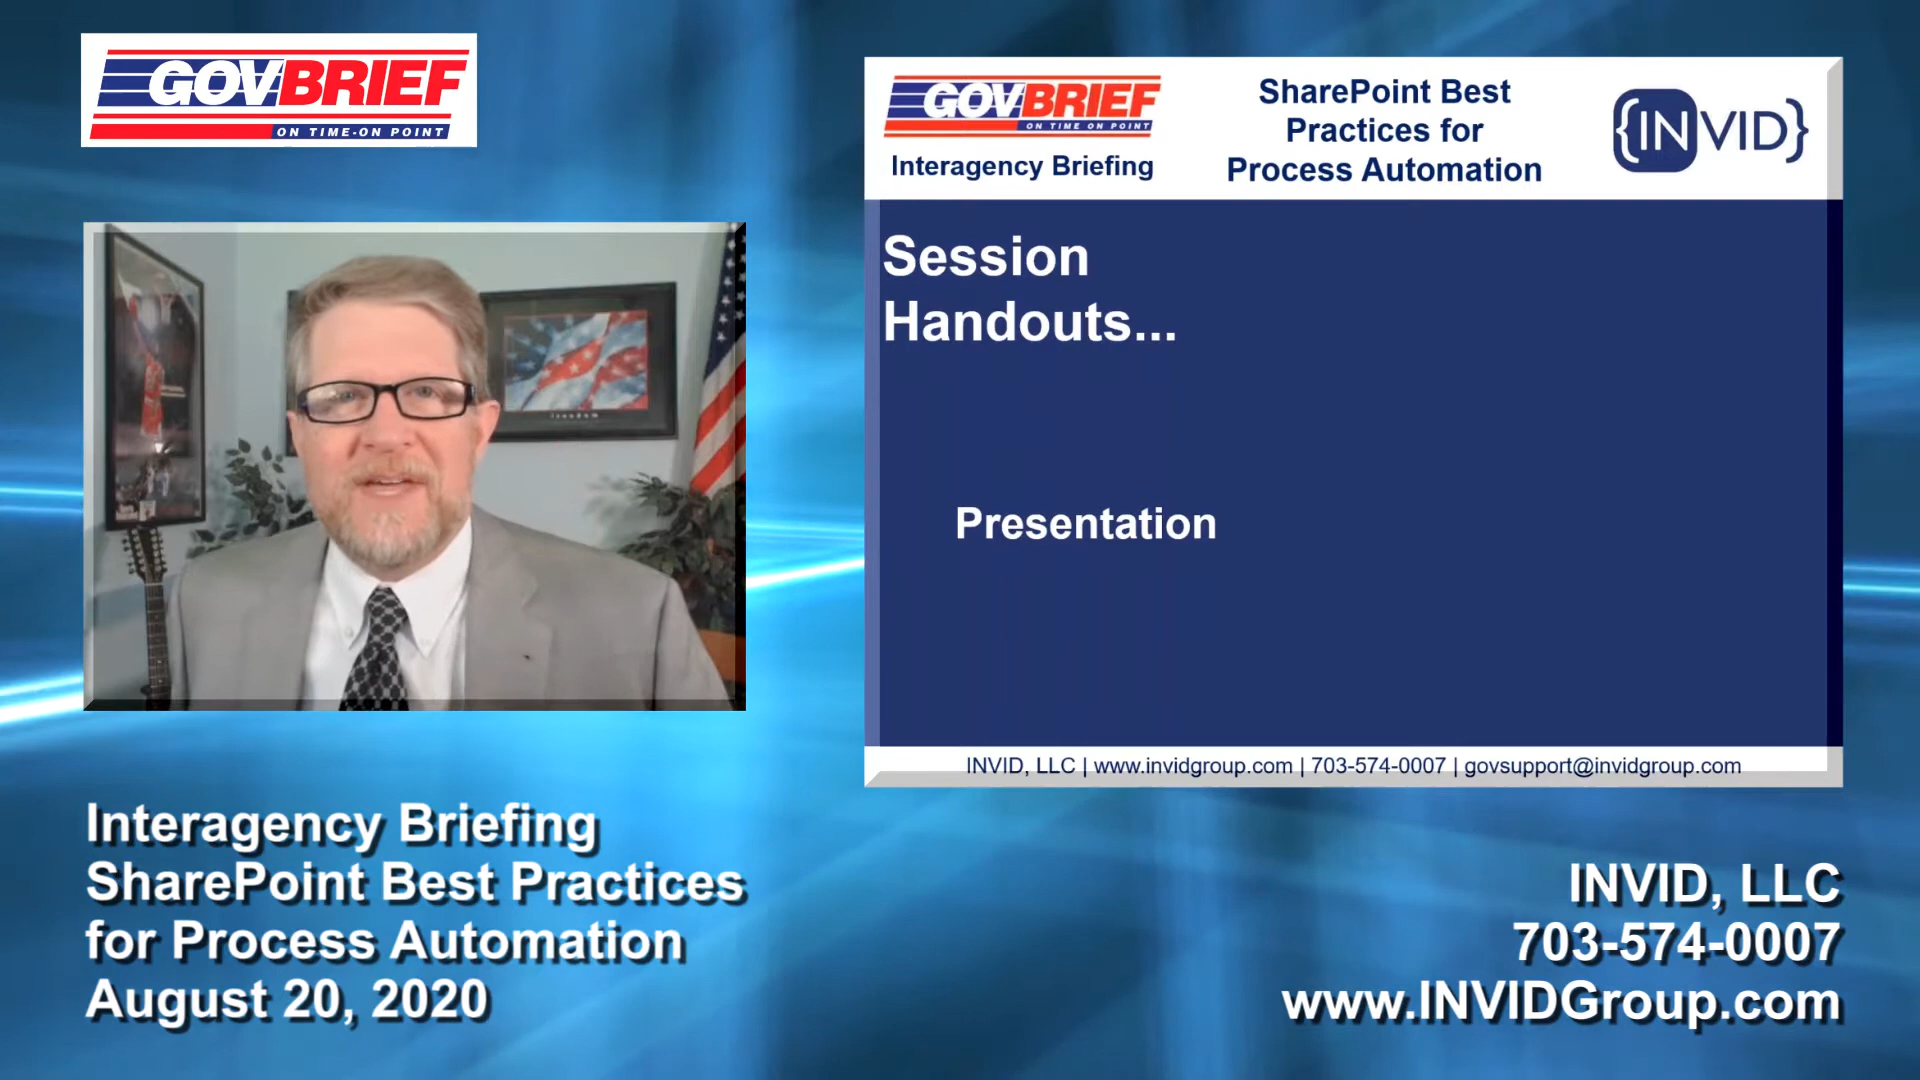 GOVBRIEF
ON TIME-ON POINT
freedom
Interagency Briefing
SharePoint Best Practices
for Process Automation
August 20, 2020
GOVBRIEF
ON TIME ON POINT
Interagency Briefing
SharePoint Best
Practices for
Process Automation
{INVID}
Session
Handouts...
Presentation
INVID, LLC | www.invidgroup.com | 703-574-0007 | govsupport@invidgroup.com
INVID, LLC
703-574-0007
www.INVIDGroup.com